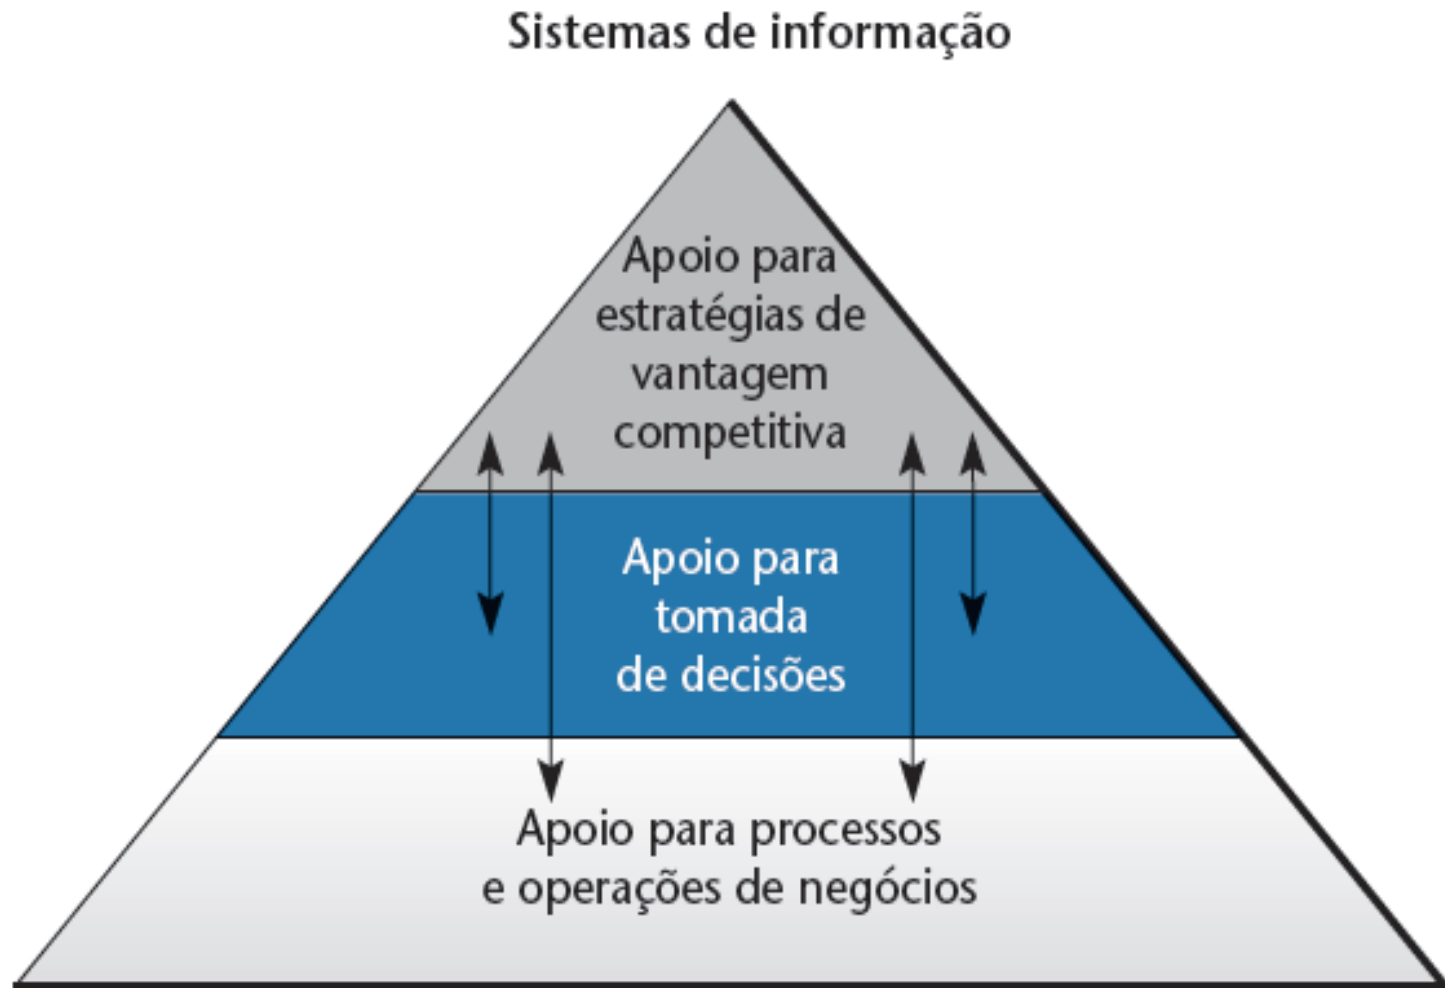 Sistemas de informação
Apoio para
estratégias de
vantagem
competitiva
Apoio para
tomada
de decisões
Apoio para processos
e operações de negócios